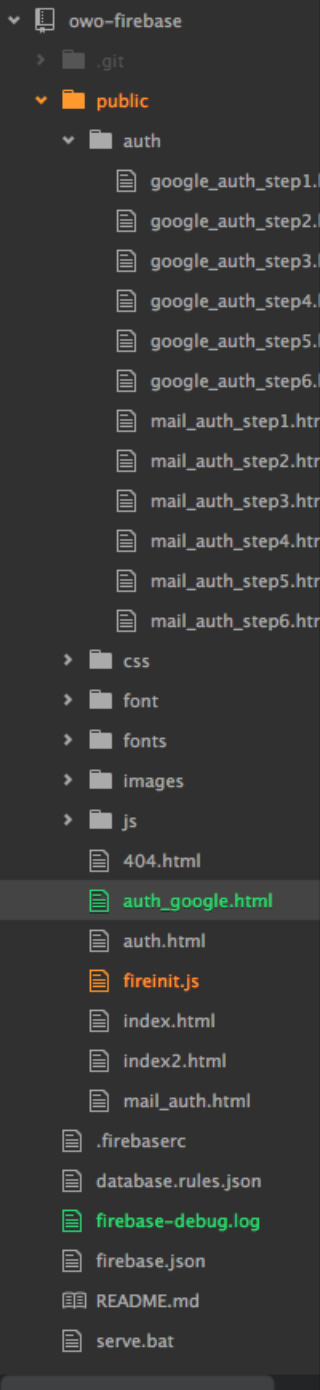 owo-firebase
.git
public
auth
google_auth_step1.
google_auth_step2.
google_auth_step3.
google_auth_step4.
google_auth_step5.
google_auth_step6.
mail_auth_step1.htr
mail_auth_step2.htr
mail_auth_step3.htr
mail_auth_step4.htr
mail_auth_step5.htr
mail_auth_step6.htr
css
font
fonts
images
js
404.html
auth_google.html
auth.html
fireinit.js
index.html
index2.html
mail_auth.html
.firebaserc
database.rules.json
firebase-debug.log
firebase.json
README.md
serve.bat